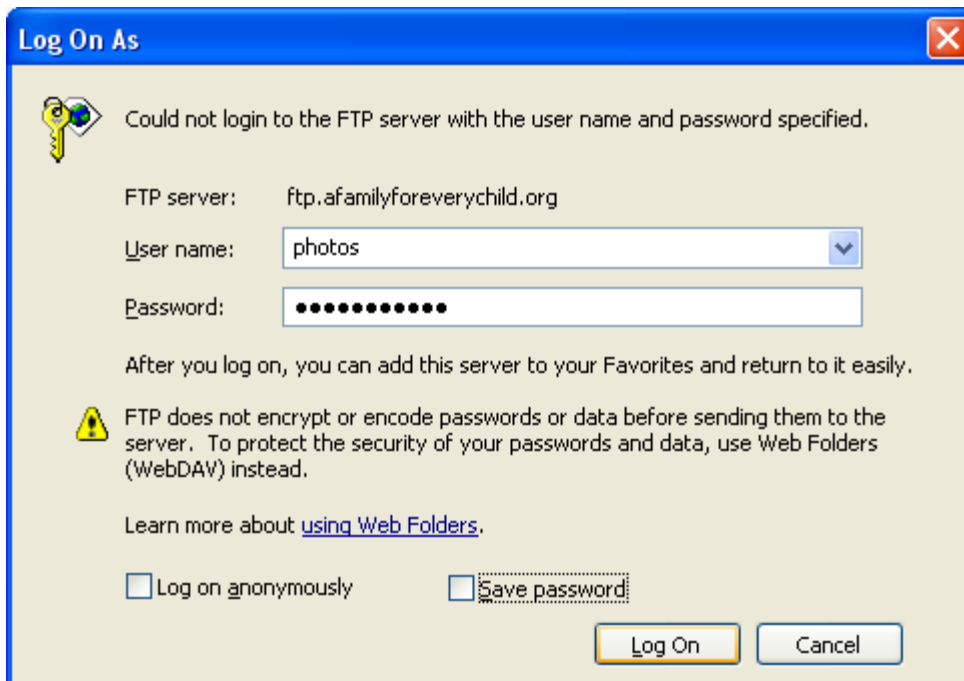 Log On As
Could not login to the FTP server with the user name and password specified.
FTP server: ftp.afamilyforeverychild.org
User name: photos
Password: ●●●●●●●●●●●
After you log on, you can add this server to your Favorites and return to it easily.
FTP does not encrypt or encode passwords or data before sending them to the
server. To protect the security of your passwords and data, use Web Folders
(WebDAV) instead.
Learn more about using Web Folders.
Log on anonymously Save password
Log On Cancel